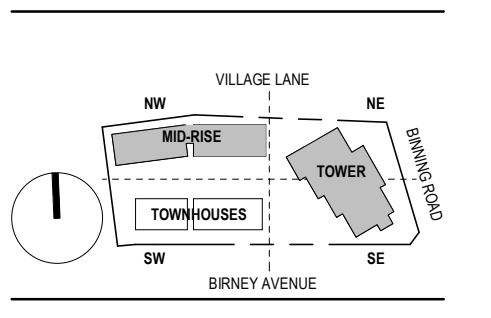 VILLAGE LANE
NW
NE
MID-RISE
BINNING ROAD
TOWER
TOWNHOUSES
SW
SE
BIRNEY AVENUE